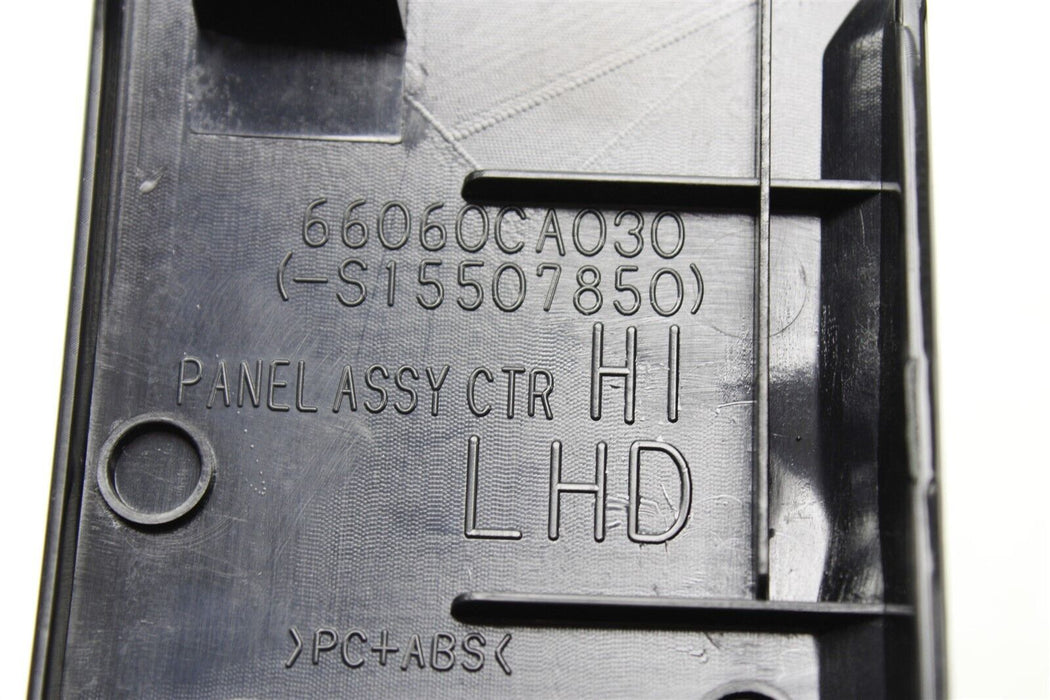 66060CA030
(-S15507850)
PANEL ASSY CTR HI
LHD
>PC+ABS<